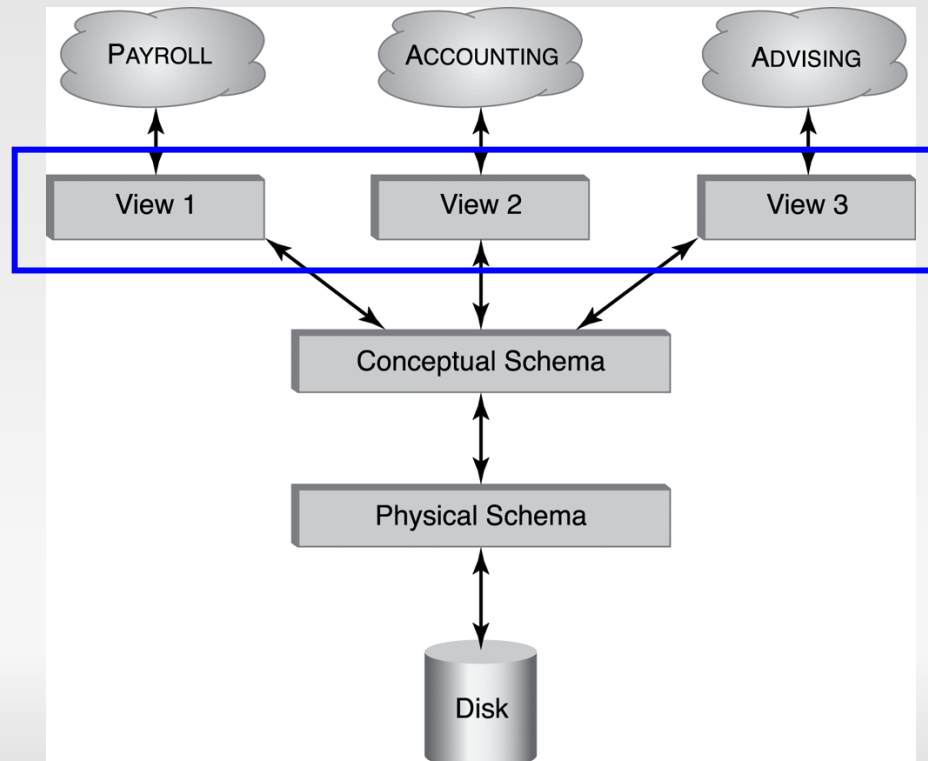 PAYROLL
ACCOUNTING
ADVISING
View 1
View 2
View 3
Conceptual Schema
Physical Schema
Disk